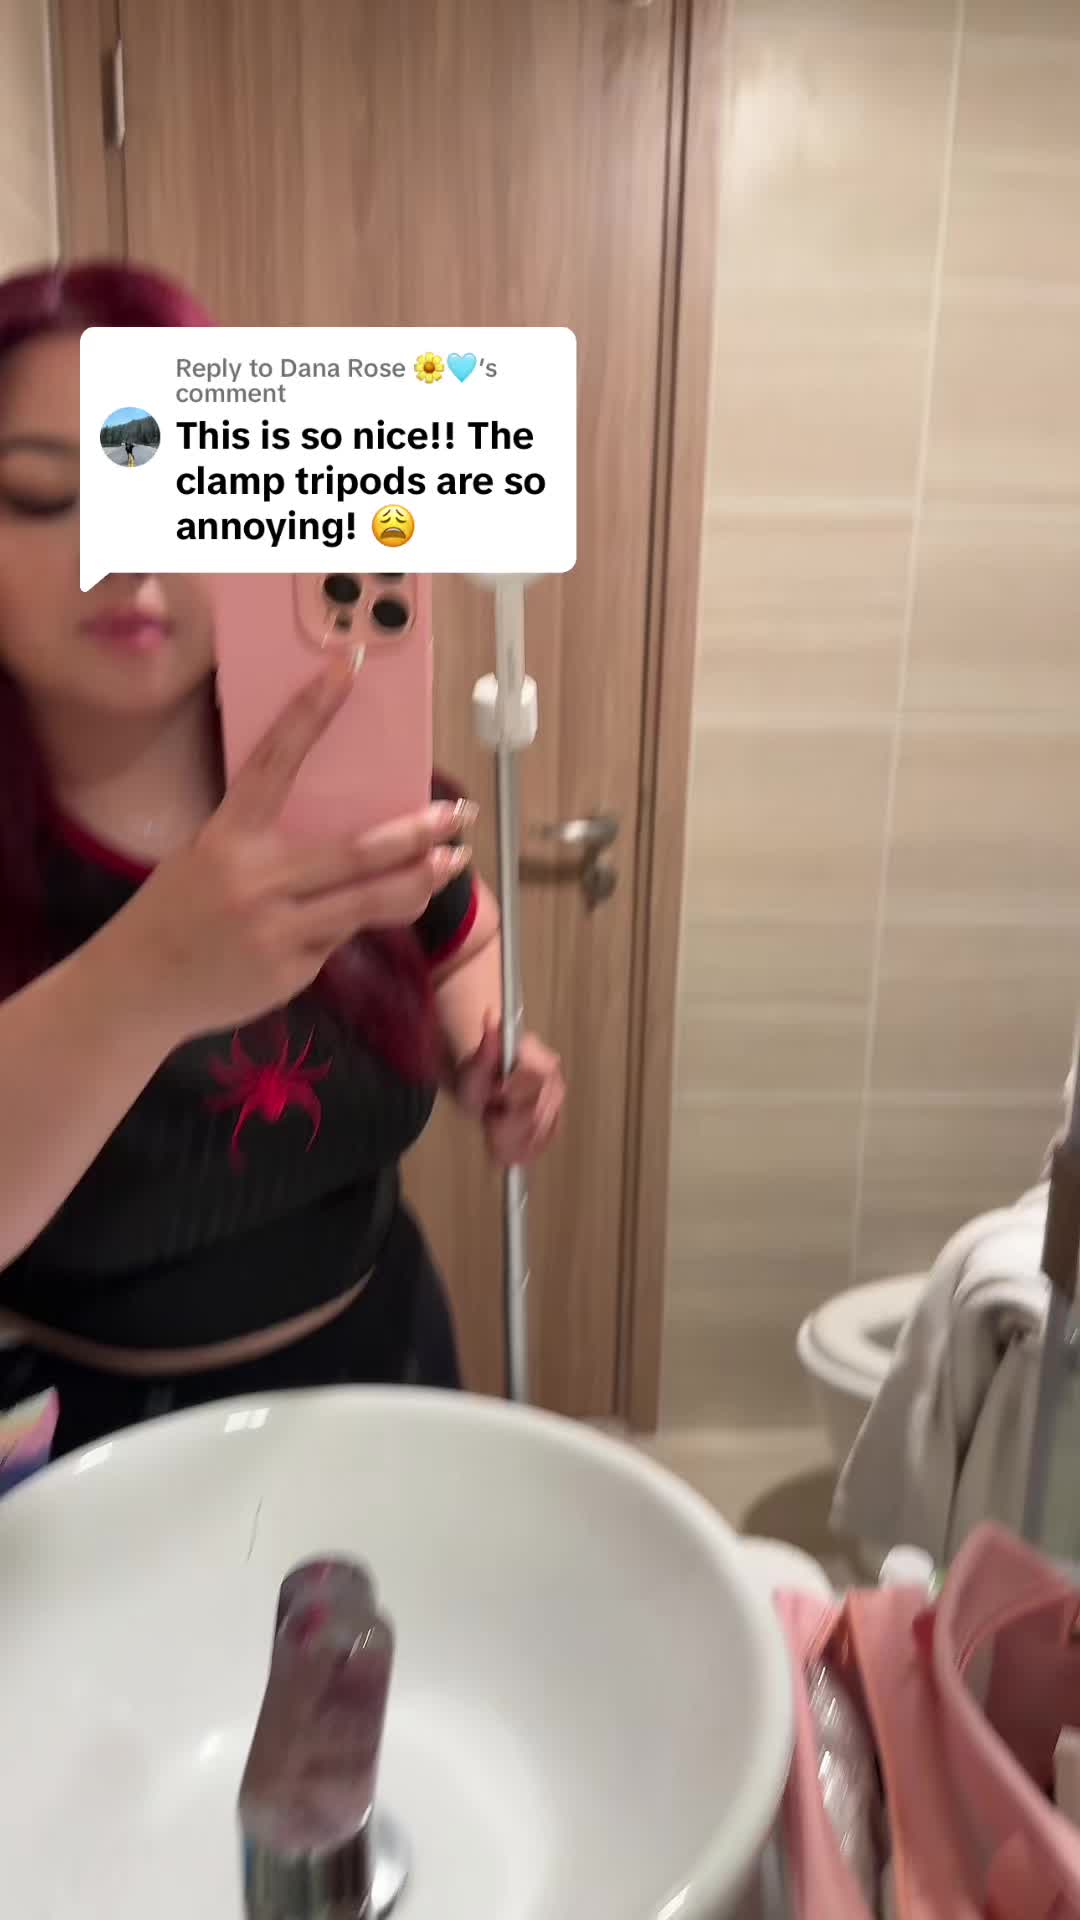 Reply to Dana Rose 🌼🩵's
comment
This is so nice!! The
clamp tripods are so
annoying! 😩